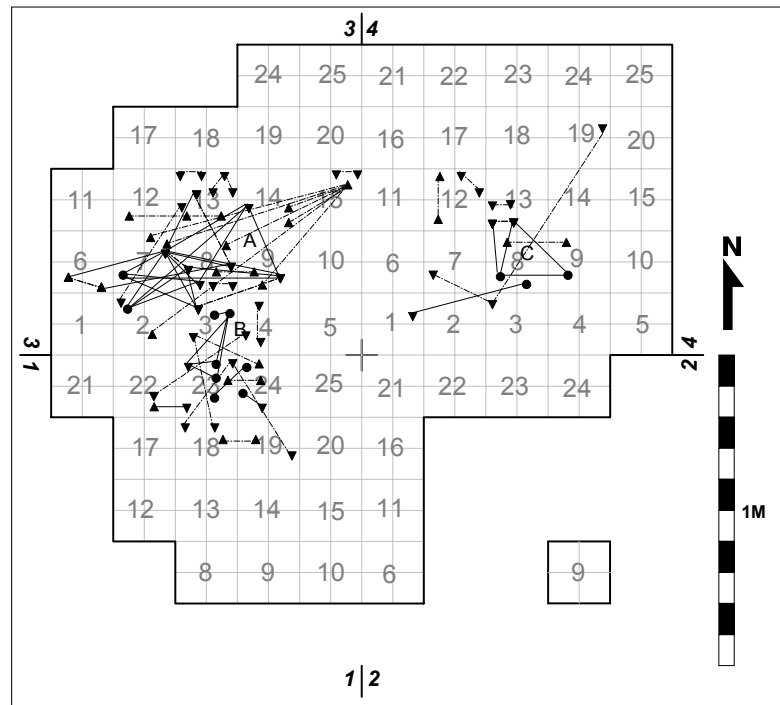 3 4
24 25 21 22 23 24 25
17 18 19 20 16 17 18 19 20
11 12 13 14 15 11 12 13 14 15
A
N
6 7 8 9 10 6 7 8 C 9 10
1 2 3 B 4 5 1 2 3 4 5
3 1
4 2
21 22 23 24 25 21 22 23 24
17 18 19 20 16
12 13 14 15 11
1M
8 9 10 6 9
1 2